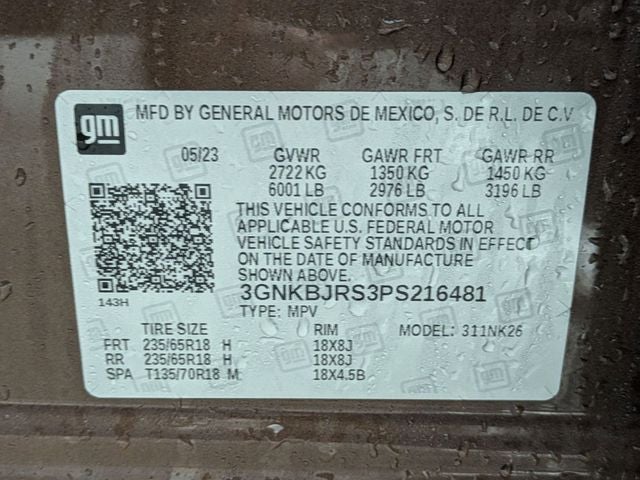 gm
MFD BY GENERAL MOTORS DE MEXICO, S. DE R.L. DE C.V
05/23 GVWR GAWR FRT GAWR RR
2722 KG 1350 KG 1450 KG
6001 LB 2976 LB 3196 LB
THIS VEHICLE CONFORMS TO ALL
APPLICABLE U.S. FEDERAL MOTOR
VEHICLE SAFETY STANDARDS IN EFFECT
ON THE DATE OF MANUFACTURE
SHOWN ABOVE.
143H
3GNKBJRS3PS216481
TYPE: MPV
TIRE SIZE RIM MODEL: 311NK26
FRT 235/65R18 H 18X8J
RR 235/65R18 H 18X8J
SPA T135/70R18 M 18X4.5B